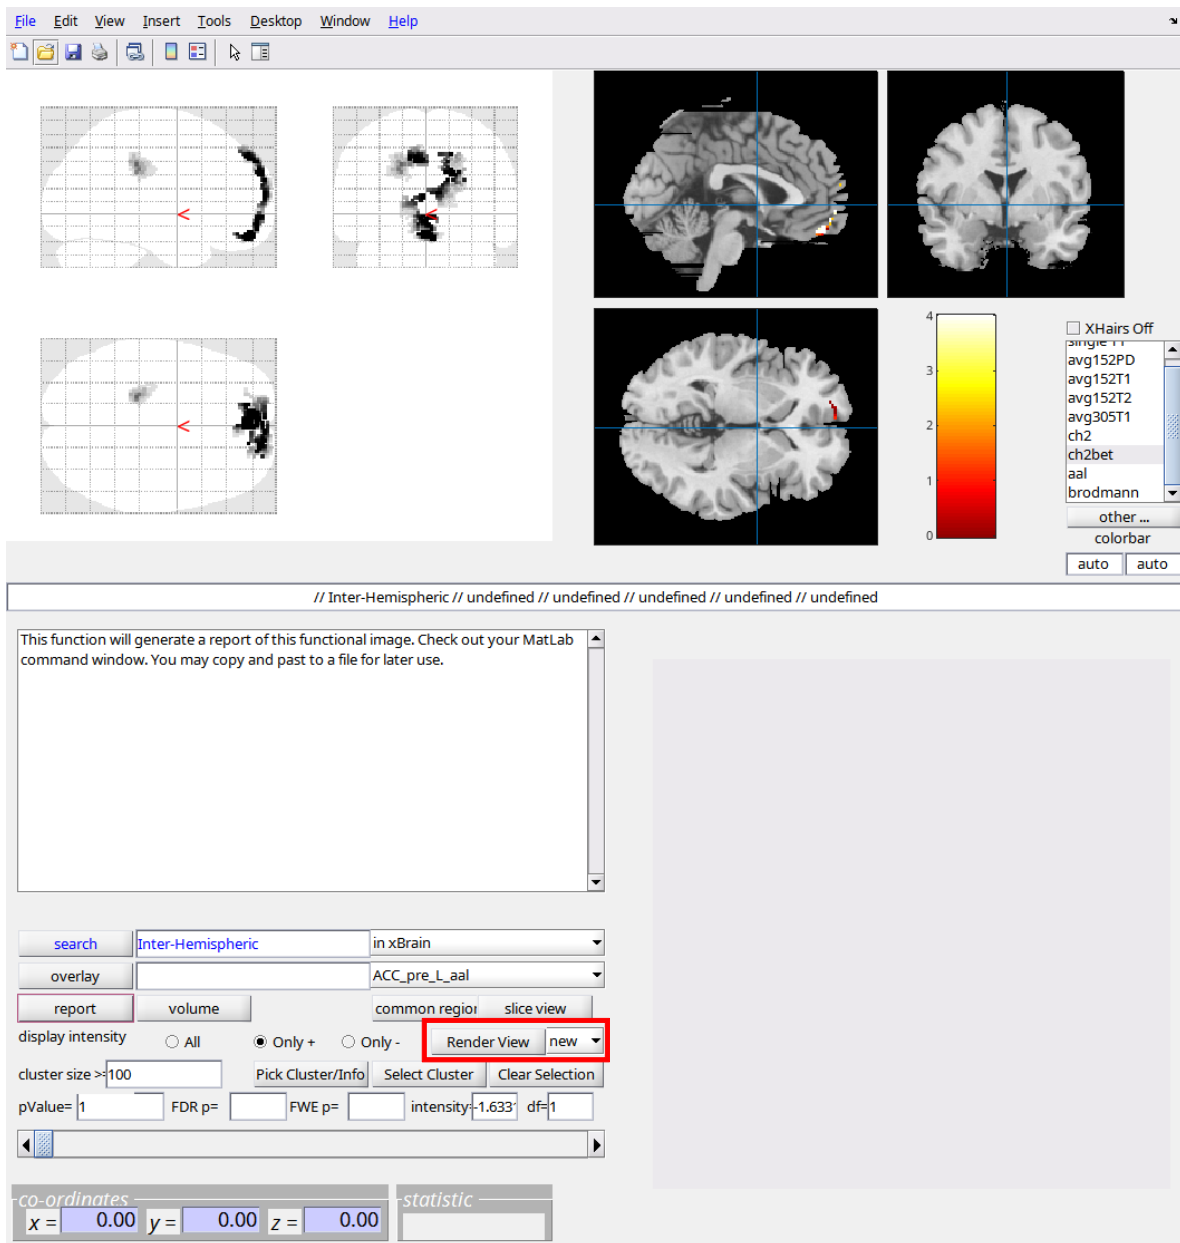 File Edit View Insert Tools Desktop Window Help
4
3
2
1
0
XHairs Off
single T1
avg152PD
avg152T1
avg152T2
avg305T1
ch2
ch2bet
aal
brodmann
other ...
colorbar
auto auto
// Inter-Hemispheric // undefined // undefined // undefined // undefined // undefined
This function will generate a report of this functional image. Check out your MatLab
command window. You may copy and past to a file for later use.
search Inter-Hemispheric in xBrain
overlay ACC_pre_L_aal
report volume common region slice view
display intensity All Only + Only - Render View new
cluster size >= 100 Pick Cluster/Info Select Cluster Clear Selection
pValue= 1 FDR p= FWE p= intensity= -1.633 df= 1
co-ordinates statistic
x = 0.00 y = 0.00 z = 0.00